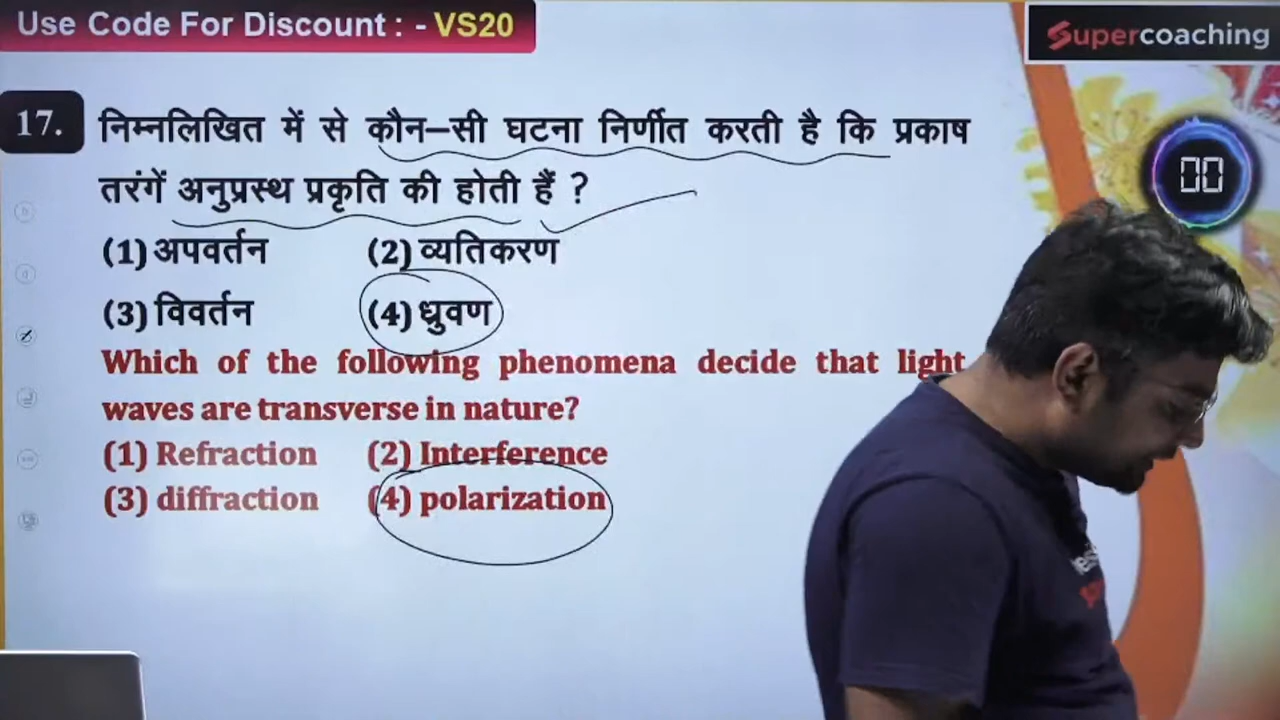 Use Code For Discount : - VS20
Supercoaching
17. निम्नलिखित में से कौन–सी घटना निर्णीत करती है कि प्रकाष
तरंगें अनुप्रस्थ प्रकृति की होती हैं ?
00
(1) अपवर्तन (2) व्यतिकरण
(3) विवर्तन (4) ध्रुवण
Which of the following phenomena decide that light
waves are transverse in nature?
(1) Refraction (2) Interference
(3) diffraction (4) polarization